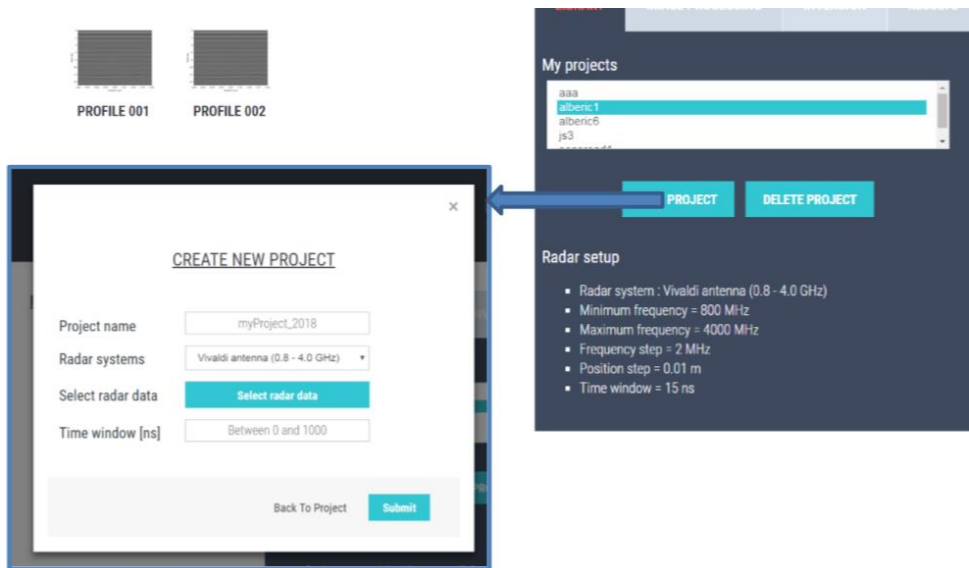 PROFILE 001
PROFILE 002
My projects
aaa
alberic1
alberic6
js3
PROJECT
DELETE PROJECT
Radar setup
Radar system : Vivaldi antenna (0.8 - 4.0 GHz)
Minimum frequency = 800 MHz
Maximum frequency = 4000 MHz
Frequency step = 2 MHz
Position step = 0.01 m
Time window = 15 ns
×
CREATE NEW PROJECT
Project name
myProject_2018
Radar systems
Vivaldi antenna (0.8 - 4.0 GHz)
Select radar data
Select radar data
Time window [ns]
Between 0 and 1000
Back To Project
Submit